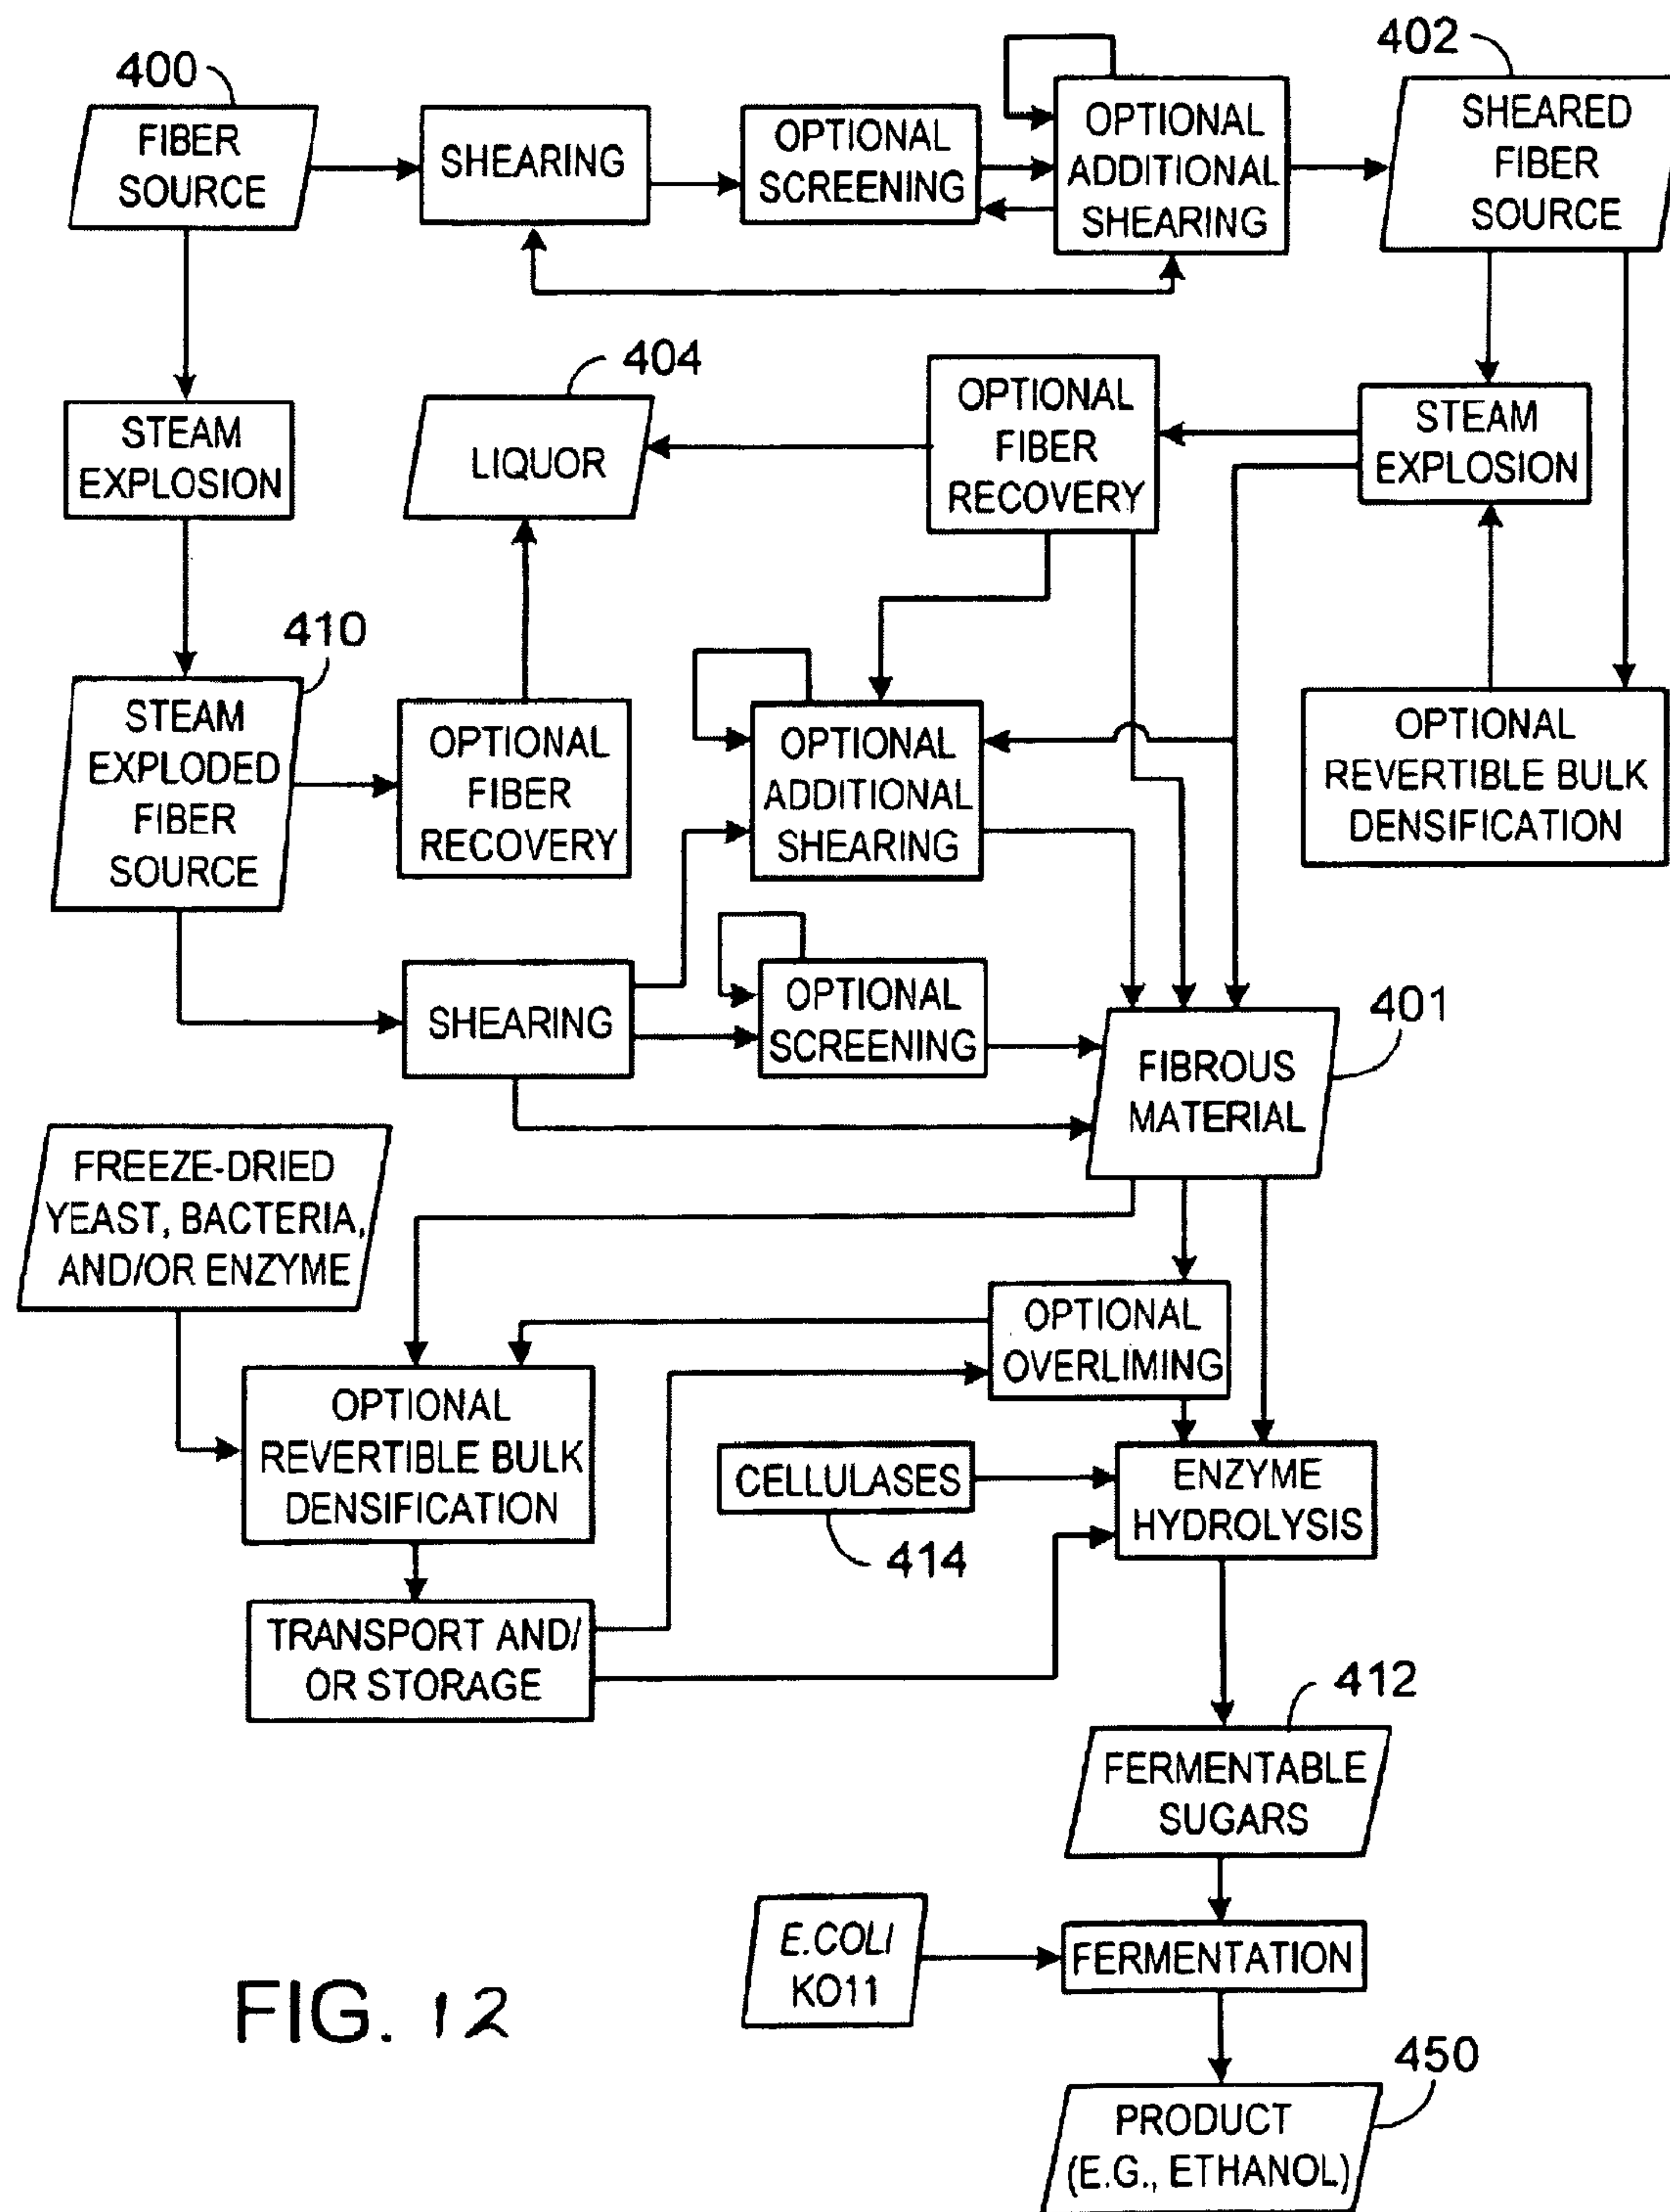 400
FIBER
SOURCE
SHEARING
OPTIONAL
SCREENING
OPTIONAL
ADDITIONAL
SHEARING
402
SHEARED
FIBER
SOURCE
STEAM
EXPLOSION
404
LIQUOR
OPTIONAL
FIBER
RECOVERY
STEAM
EXPLOSION
410
STEAM
EXPLODED
FIBER
SOURCE
OPTIONAL
FIBER
RECOVERY
OPTIONAL
ADDITIONAL
SHEARING
OPTIONAL
REVERTIBLE BULK
DENSIFICATION
SHEARING
OPTIONAL
SCREENING
401
FIBROUS
MATERIAL
FREEZE-DRIED
YEAST, BACTERIA,
AND/OR ENZYME
OPTIONAL
OVERLIMING
OPTIONAL
REVERTIBLE BULK
DENSIFICATION
CELLULASES
414
ENZYME
HYDROLYSIS
TRANSPORT AND/
OR STORAGE
412
FERMENTABLE
SUGARS
E.COLI
KO11
FERMENTATION
450
PRODUCT
(E.G., ETHANOL)
FIG. 12